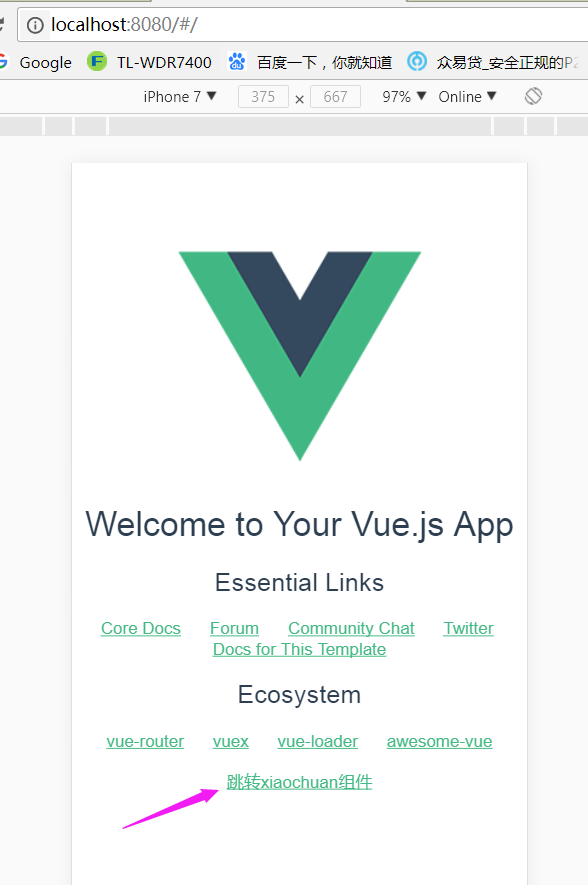 localhost:8080/#/
Google TL-WDR7400 百度一下，你就知道 众易贷_安全正规的P2
iPhone 7 ▼ 375 × 667 97% ▼ Online ▼
Welcome to Your Vue.js App
Essential Links
Core Docs Forum Community Chat Twitter
Docs for This Template
Ecosystem
vue-router vuex vue-loader awesome-vue
跳转xiaochuan组件